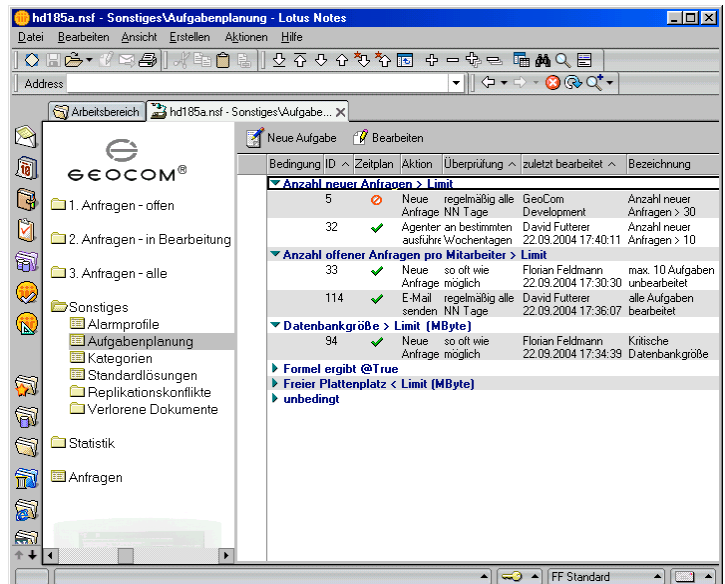 hd185a.nsf - Sonstiges\Aufgabenplanung - Lotus Notes
Datei Bearbeiten Ansicht Erstellen Aktionen Hilfe
Address
Arbeitsbereich hd185a.nsf - Sonstiges\Aufgabe...
GEOCOM®
1. Anfragen - offen
2. Anfragen - in Bearbeitung
3. Anfragen - alle
Sonstiges
Alarmprofile
Aufgabenplanung
Kategorien
Standardlösungen
Replikationskonflikte
Verlorene Dokumente
Statistik
Anfragen
Neue Aufgabe Bearbeiten
Bedingung ID Zeitplan Aktion Überprüfung zuletzt bearbeitet Bezeichnung
Anzahl neuer Anfragen > Limit
5 Neue regelmäßig alle GeoCom Anzahl neuer
Anfrage NN Tage Development Anfragen > 30
32 Agenter an bestimmten David Futterer Anzahl neuer
ausführ Wochentagen 22.09.2004 17:40:11 Anfragen > 10
Anzahl offener Anfragen pro Mitarbeiter > Limit
33 Neue so oft wie Florian Feldmann max. 10 Aufgaben
Anfrage möglich 22.09.2004 17:30:30 unbearbeitet
114 E-Mail regelmäßig alle David Futterer alle Aufgaben
senden NN Tage 22.09.2004 17:36:07 bearbeitet
Datenbankgröße > Limit (MByte)
94 Neue so oft wie Florian Feldmann Kritische
Anfrage möglich 22.09.2004 17:34:39 Datenbankgröße
Formel ergibt @True
Freier Plattenplatz < Limit (MByte)
unbedingt
FF Standard